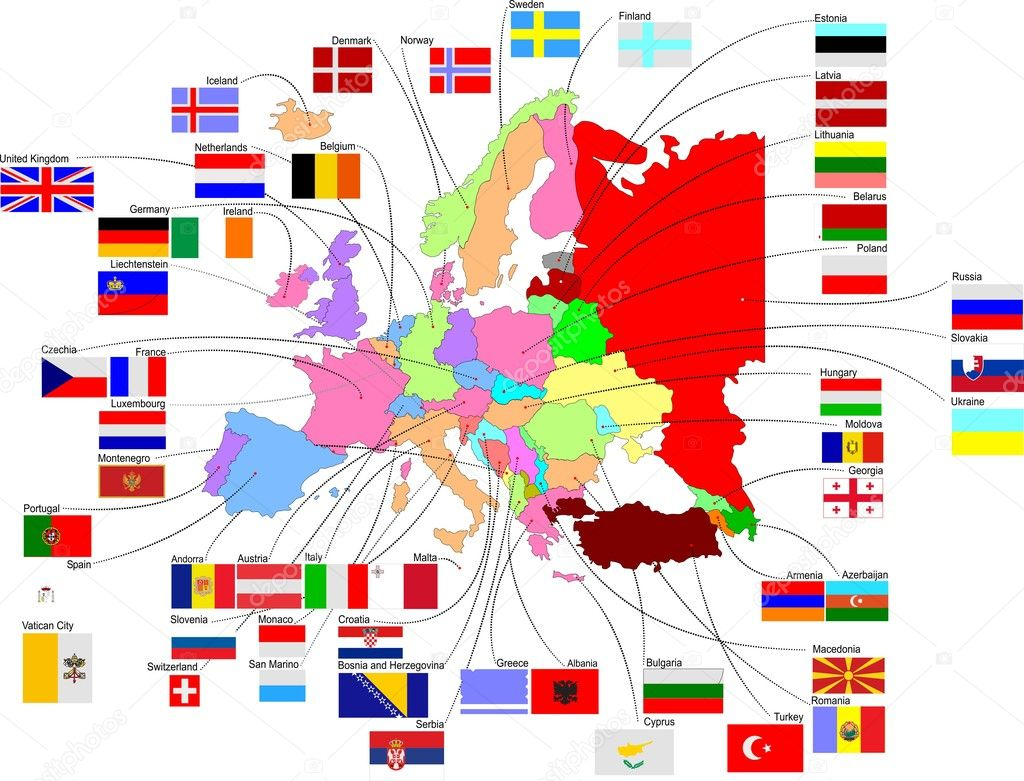 Sweden
Finland
Estonia
Denmark
Norway
Latvia
Iceland
Lithuania
Netherlands
Belgium
United Kingdom
Belarus
Germany
Ireland
Poland
Liechtenstein
Russia
Slovakia
Czechia
France
Hungary
Luxembourg
Ukraine
Moldova
Montenegro
Georgia
Portugal
Spain
Andorra
Austria
Italy
Malta
Armenia
Azerbaijan
Slovenia
Monaco
Croatia
Vatican City
Macedonia
Switzerland
San Marino
Bosnia and Herzegovina
Greece
Albania
Bulgaria
Romania
Serbia
Cyprus
Turkey
depositphotos
depositphotos
depositphotos